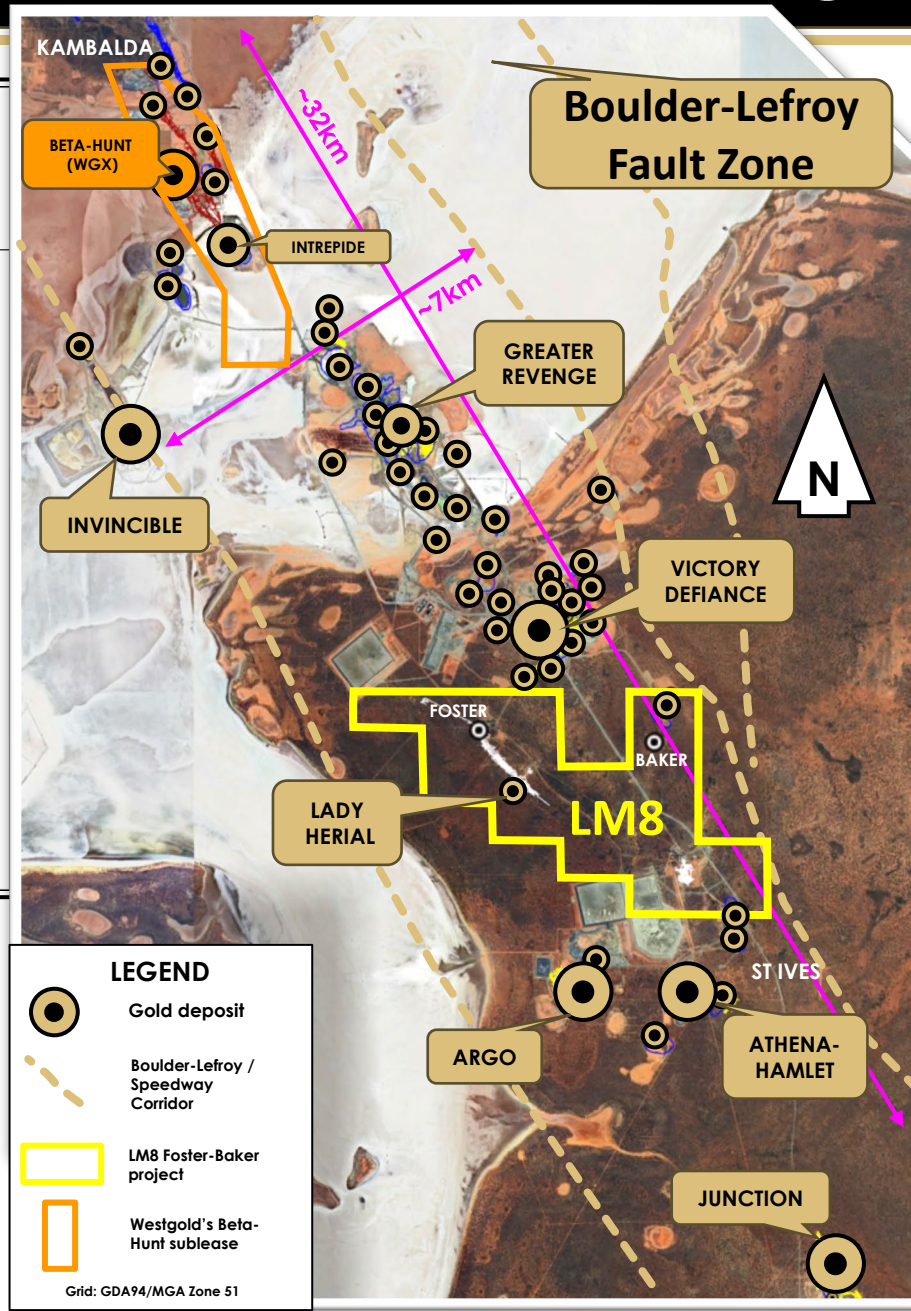 KAMBALDA
~32km
Boulder-Lefroy
Fault Zone
BETA-HUNT
(WGX)
INTREPIDE
~7km
GREATER
REVENGE
N
INVINCIBLE
VICTORY
DEFIANCE
FOSTER
BAKER
LADY
HERIAL
LM8
ST IVES
ARGO
ATHENA-
HAMLET
JUNCTION
LEGEND
Gold deposit
Boulder-Lefroy /
Speedway
Corridor
LM8 Foster-Baker
project
Westgold's Beta-
Hunt sublease
Grid: GDA94/MGA Zone 51